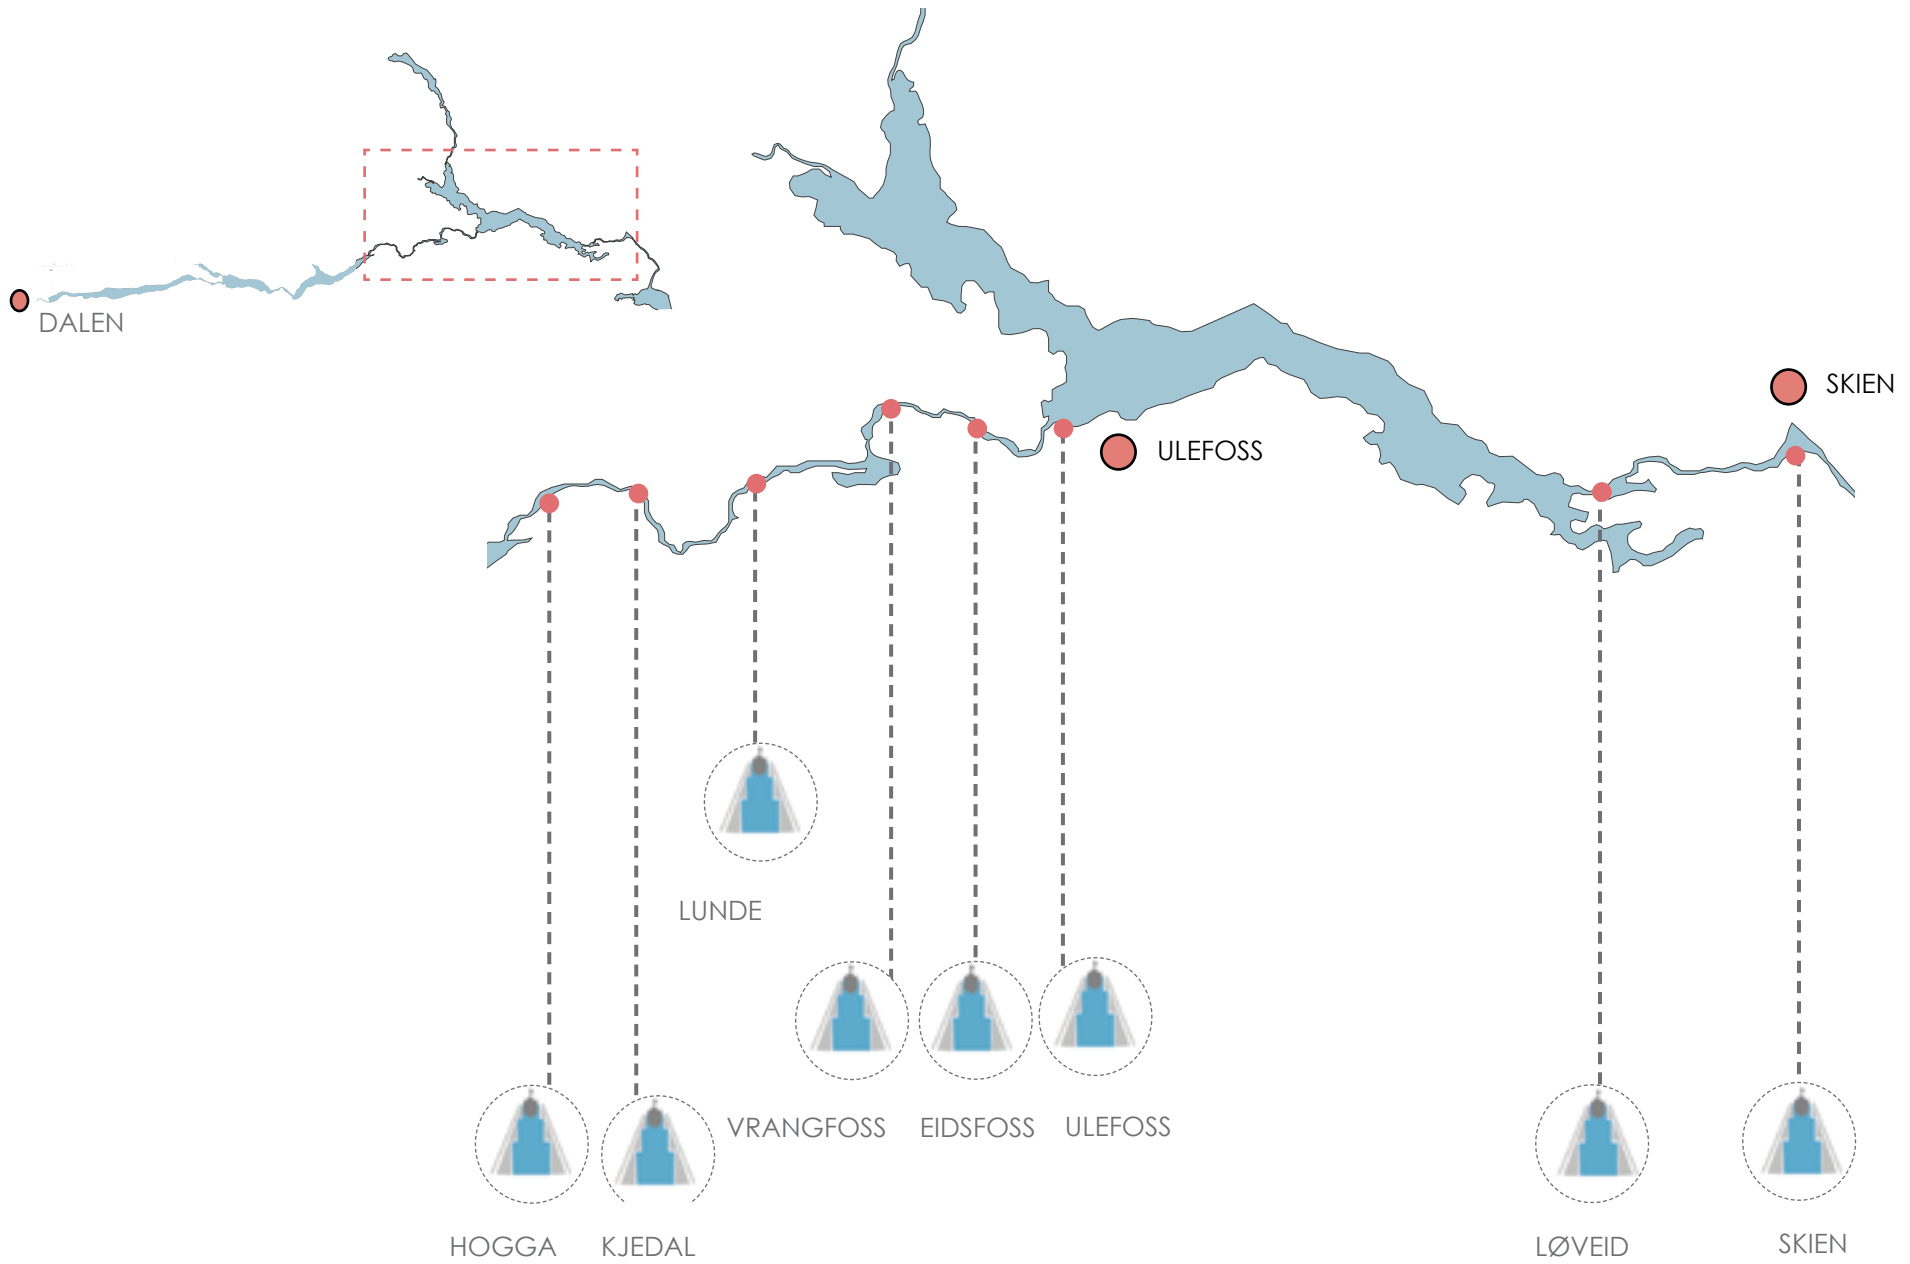 DALEN
SKIEN
ULEFOSS
LUNDE
VRANGFOSS
EIDSFOSS
ULEFOSS
HOGGA
KJEDAL
LØVEID
SKIEN